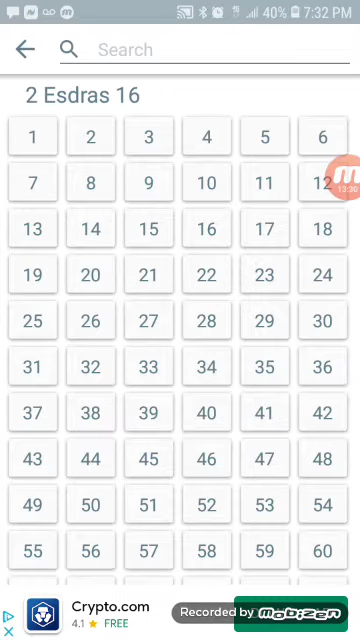 40% 7:32 PM
Search
2 Esdras 16
1 2 3 4 5 6
7 8 9 10 11 12
13:30
13 14 15 16 17 18
19 20 21 22 23 24
25 26 27 28 29 30
31 32 33 34 35 36
37 38 39 40 41 42
43 44 45 46 47 48
49 50 51 52 53 54
55 56 57 58 59 60
Crypto.com
4.1 ★ FREE
Recorded by mobizen